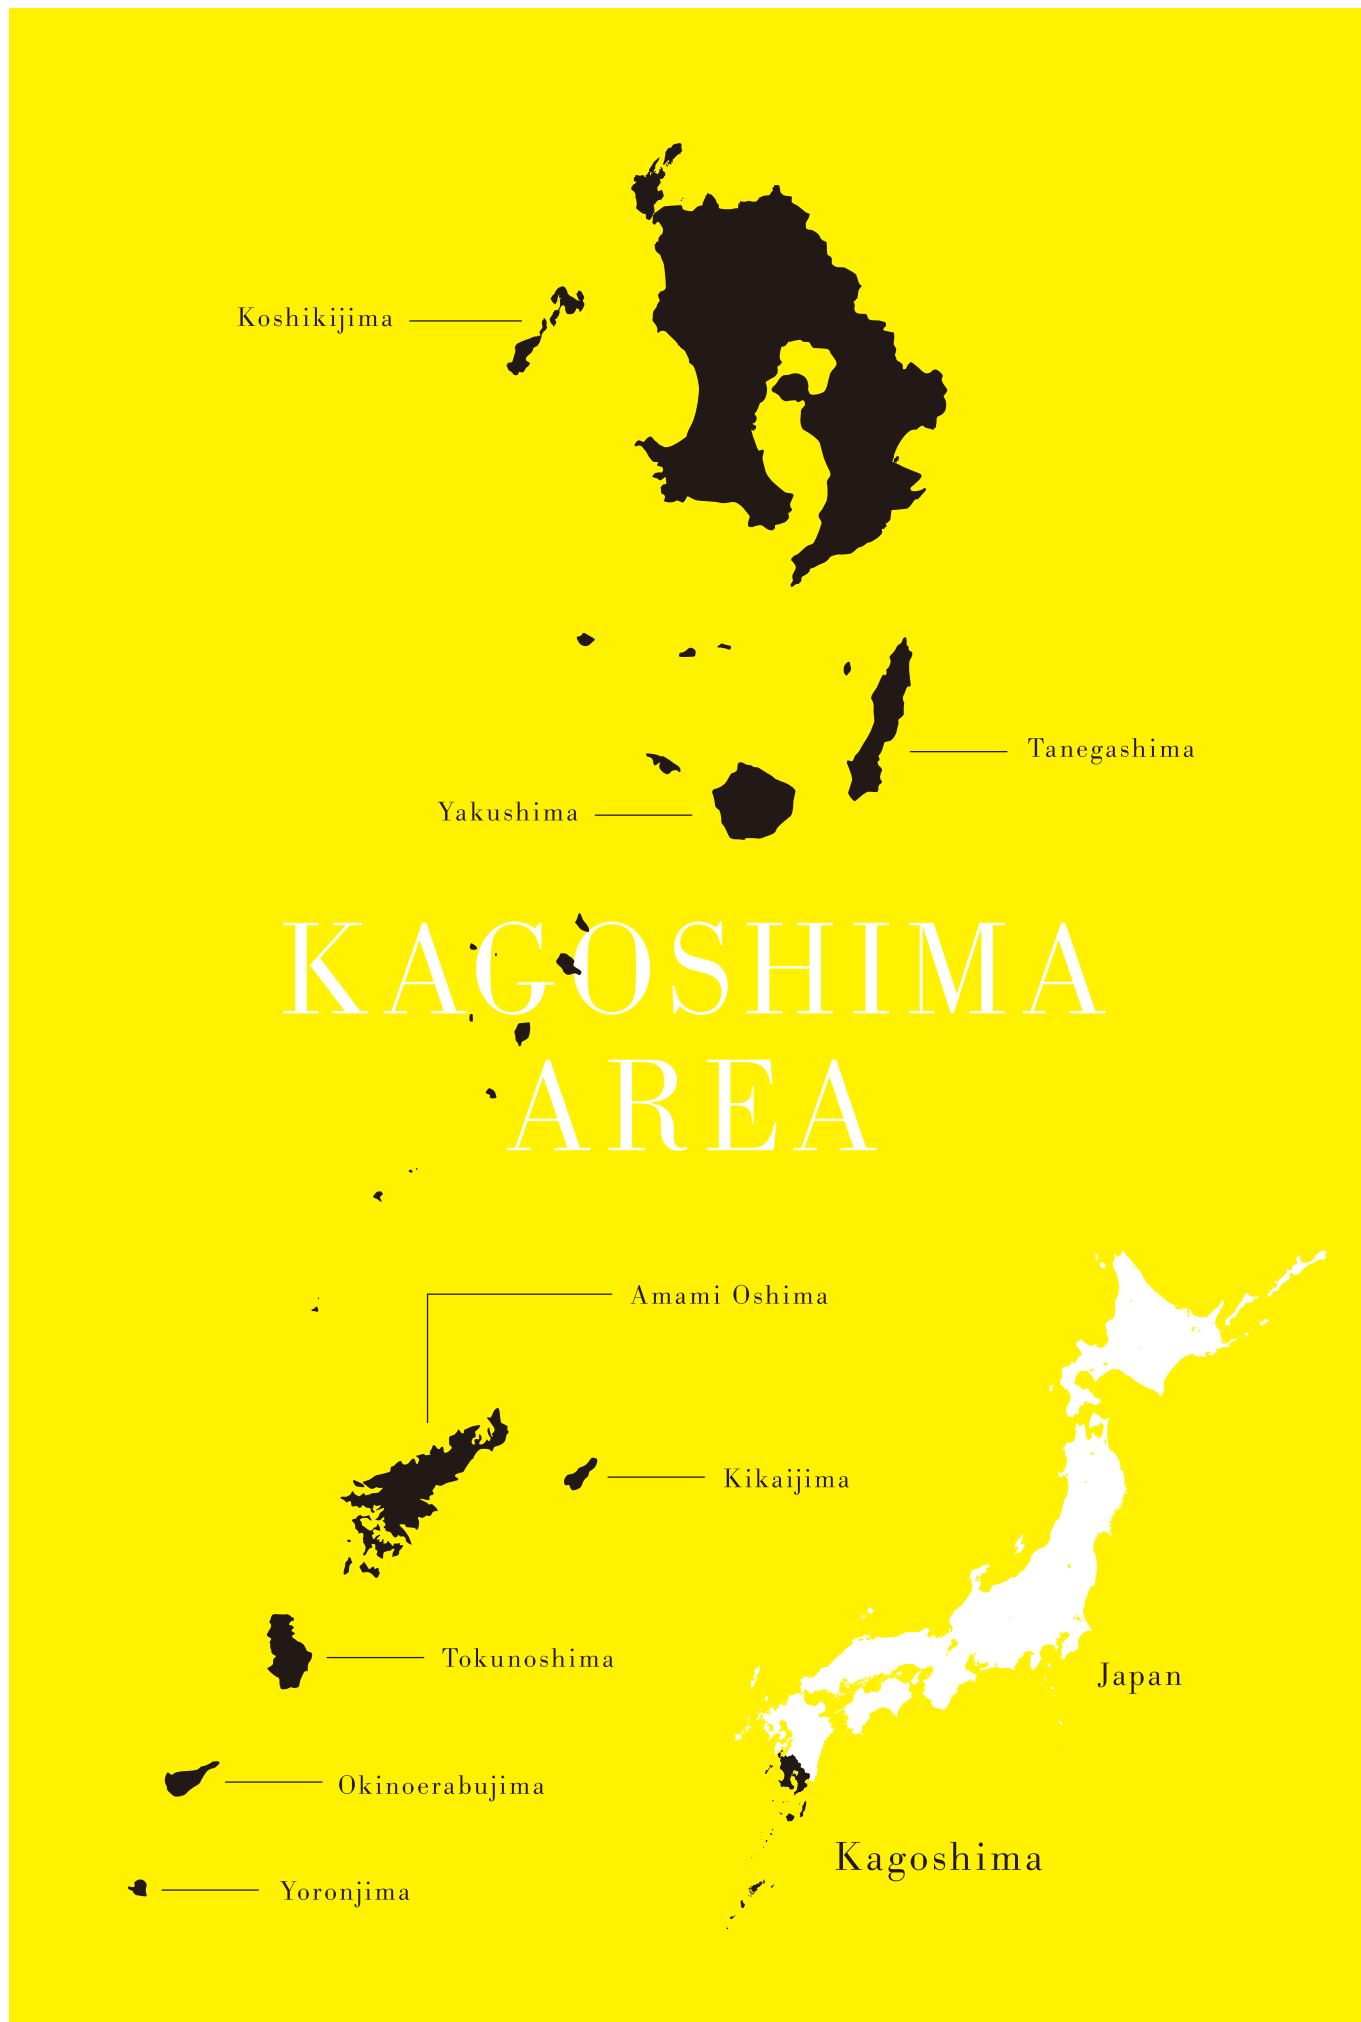 Koshikijima
Tanegashima
Yakushima
KAGOSHIMA
AREA
Amami Oshima
Kikaijima
Tokunoshima
Japan
Okinoerabujima
Kagoshima
Yoronjima